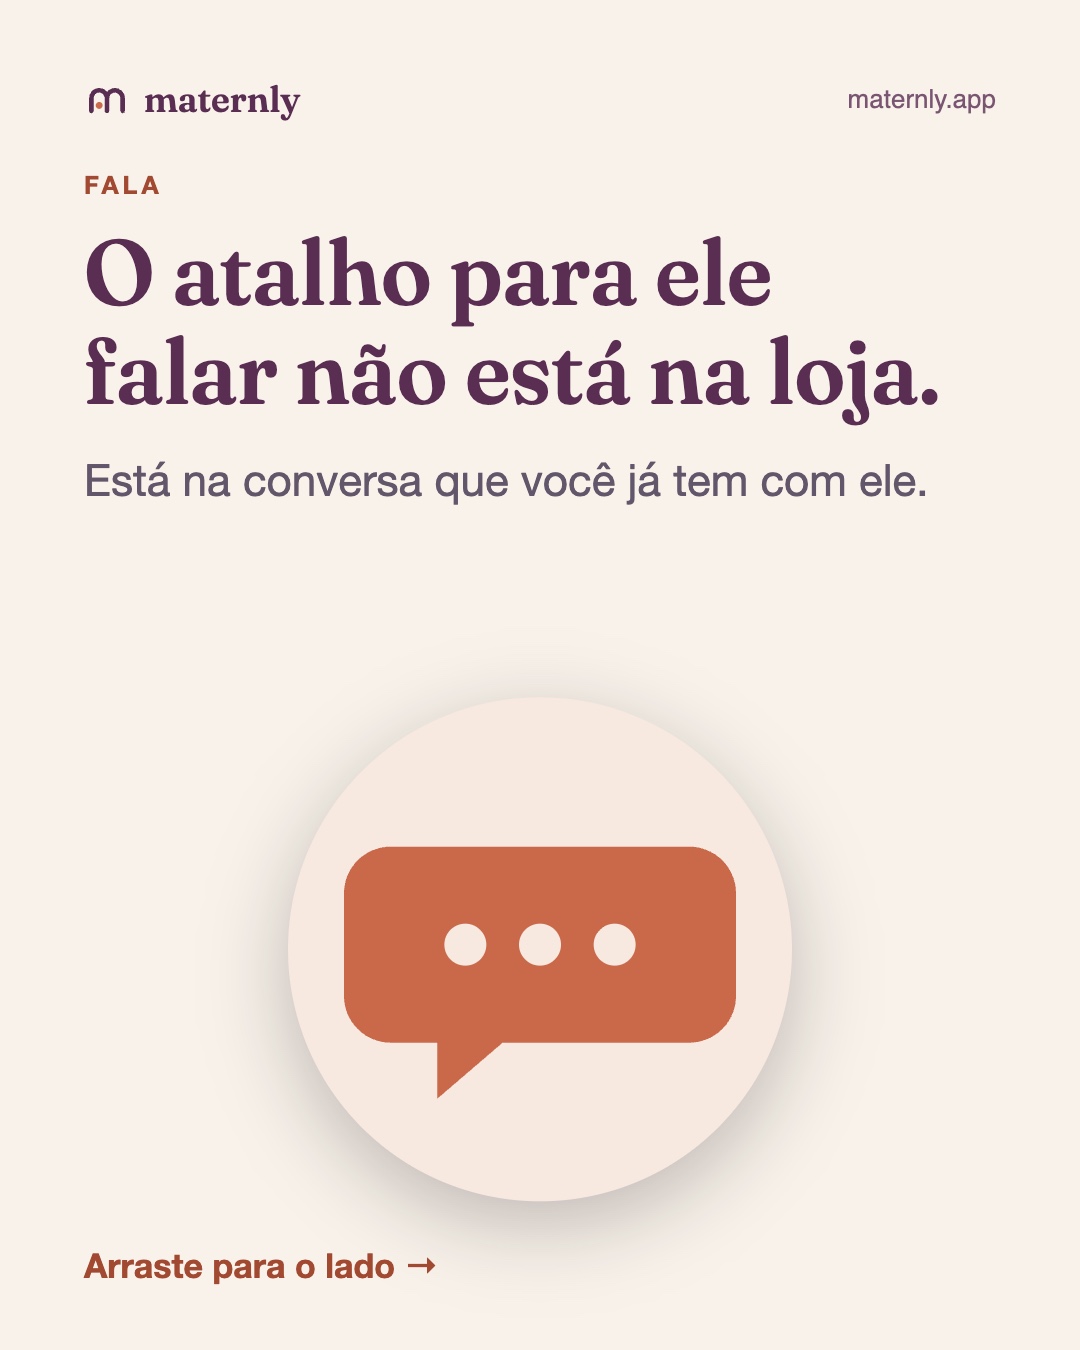 maternly
maternly.app
FALA
O atalho para ele
falar não está na loja.
Está na conversa que você já tem com ele.
Arraste para o lado →